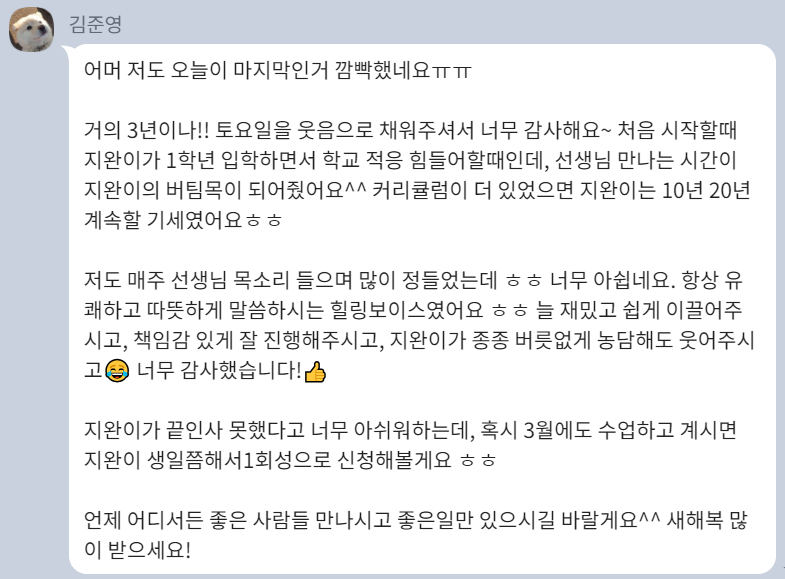 김준영
어머 저도 오늘이 마지막인거 깜빡했네요ㅠㅠ
거의 3년이나!! 토요일을 웃음으로 채워주셔서 너무 감사해요~ 처음 시작할때
지완이가 1학년 입학하면서 학교 적응 힘들어할때인데, 선생님 만나는 시간이
지완이의 버팀목이 되어줬어요^^ 커리큘럼이 더 있었으면 지완이는 10년 20년
계속할 기세였어요ㅎㅎ
저도 매주 선생님 목소리 들으며 많이 정들었는데 ㅎㅎ 너무 아쉽네요. 항상 유
쾌하고 따뜻하게 말씀하시는 힐링보이스였어요 ㅎㅎ 늘 재밌고 쉽게 이끌어주
시고, 책임감 있게 잘 진행해주시고, 지완이가 종종 버릇없게 농담해도 웃어주시
고😂 너무 감사했습니다!👍
지완이가 끝인사 못했다고 너무 아쉬워하는데, 혹시 3월에도 수업하고 계시면
지완이 생일쯤해서1회성으로 신청해볼게요 ㅎㅎ
언제 어디서든 좋은 사람들 만나시고 좋은일만 있으시길 바랄게요^^ 새해복 많
이 받으세요!